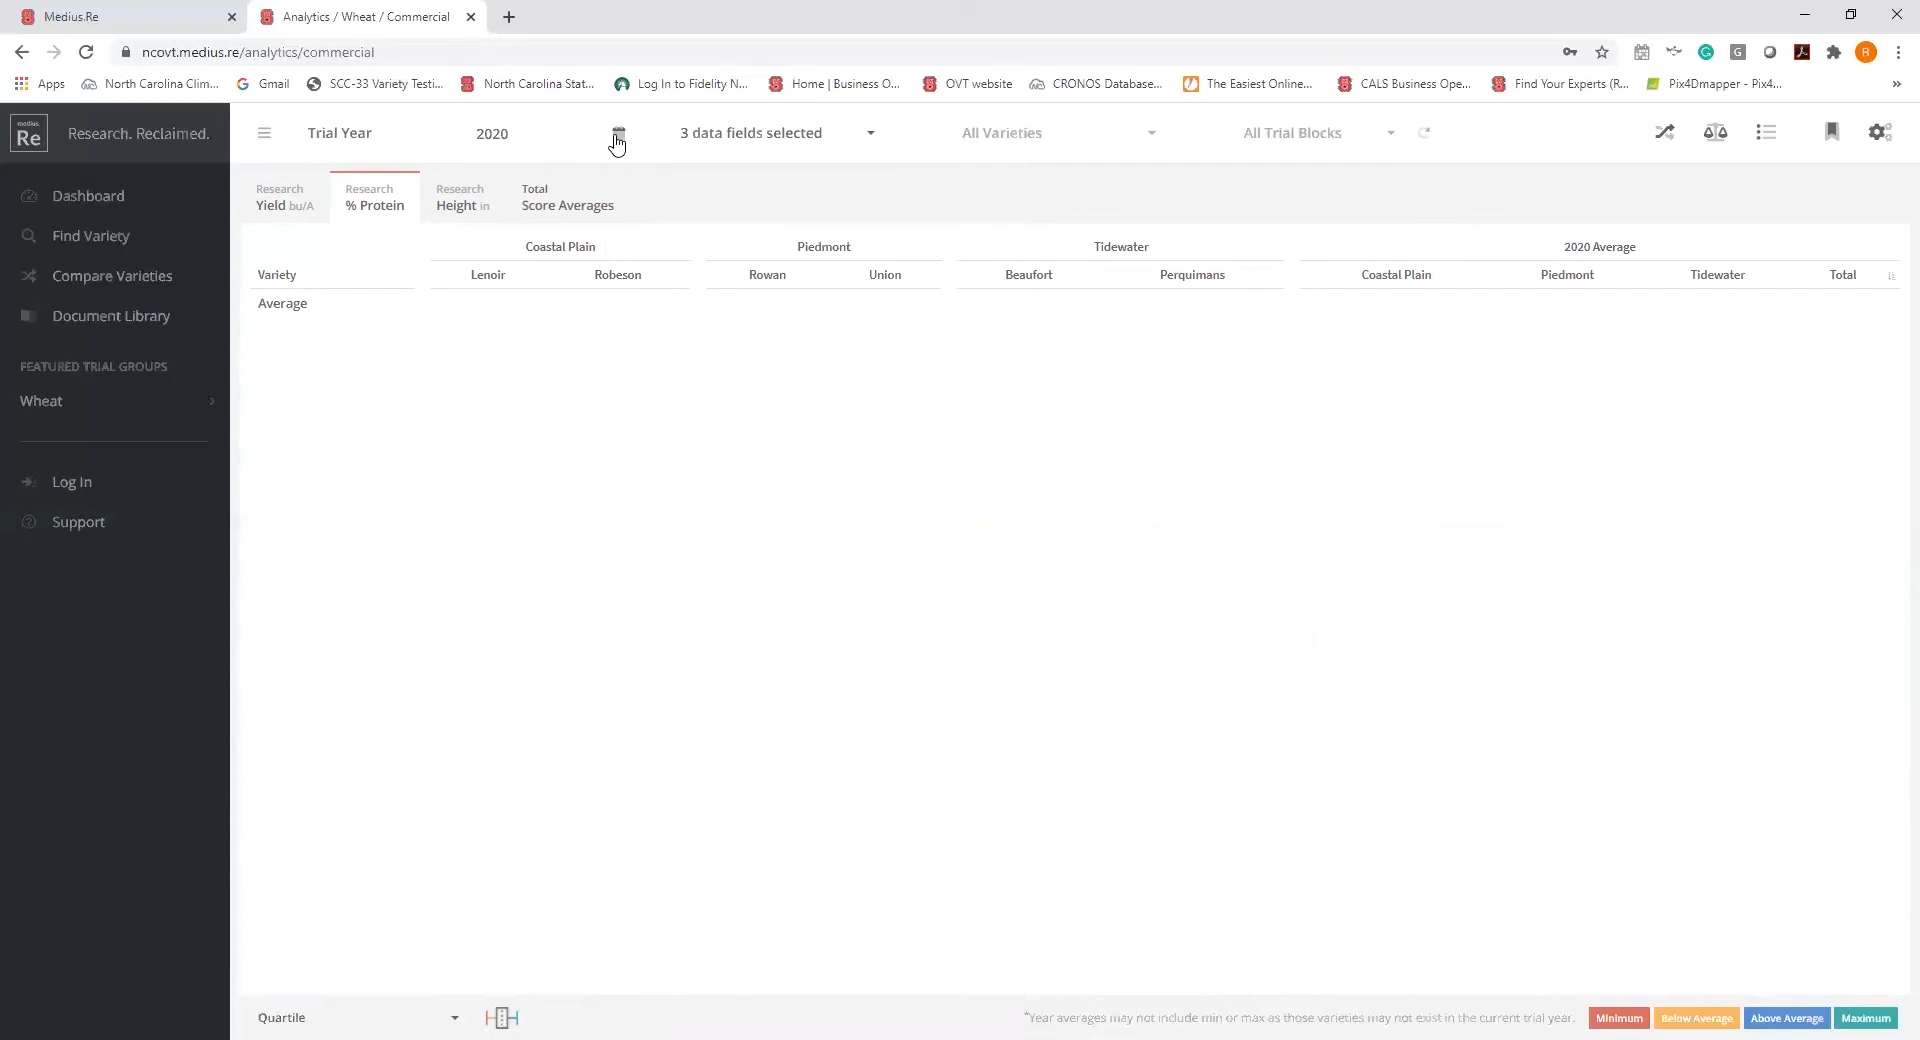 Medius.Re
Analytics / Wheat / Commercial
ncovt.medius.re/analytics/commercial
R
Apps
North Carolina Clim...
Gmail
SCC-33 Variety Testi...
North Carolina Stat...
Log In to Fidelity N...
Home | Business O...
OVT website
CRONOS Database...
The Easiest Online...
CALS Business Ope...
Find Your Experts (R...
Pix4Dmapper - Pix4...
»
medius.
Re
Research. Reclaimed.
Trial Year
2020
3 data fields selected
All Varieties
All Trial Blocks
Dashboard
Find Variety
Compare Varieties
Document Library
FEATURED TRIAL GROUPS
Wheat
Log In
Support
Research
Yield bu/A
Research
% Protein
Research
Height in
Total
Score Averages
Coastal Plain
Piedmont
Tidewater
2020 Average
Variety
Lenoir
Robeson
Rowan
Union
Beaufort
Perquimans
Coastal Plain
Piedmont
Tidewater
Total
Average
Quartile
*Year averages may not include min or max as those varieties may not exist in the current trial year.
Minimum
Below Average
Above Average
Maximum